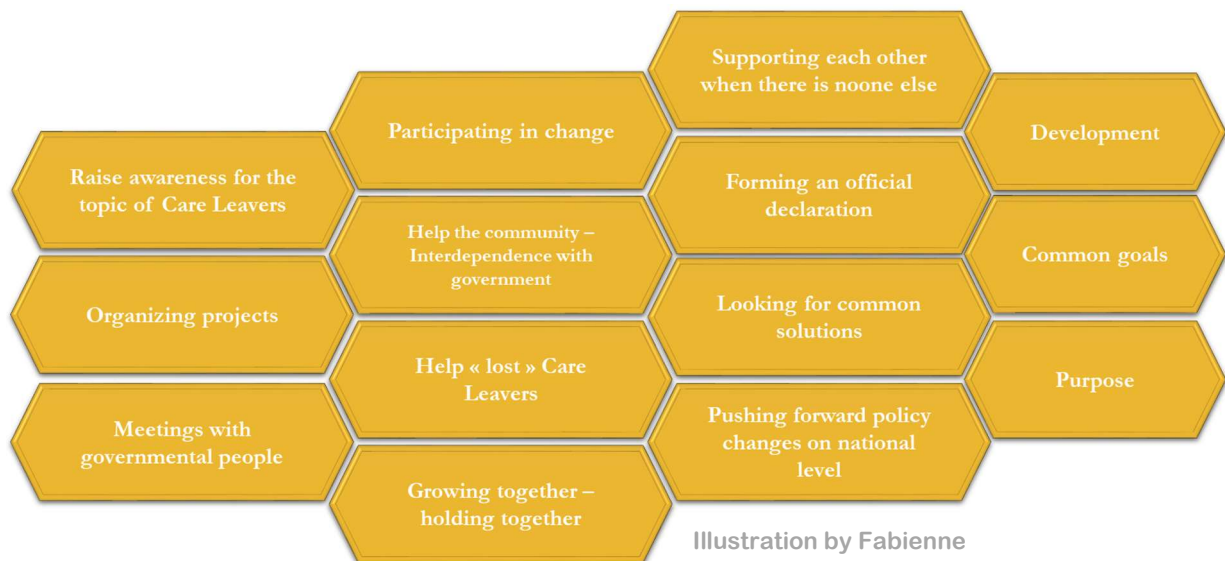 Raise awareness for the
topic of Care Leavers
Organizing projects
Meetings with
governmental people
Participating in change
Help the community –
Interdependence with
government
Help « lost » Care
Leavers
Growing together –
holding together
Supporting each other
when there is noone else
Forming an official
declaration
Looking for common
solutions
Pushing forward policy
changes on national
level
Development
Common goals
Purpose
Illustration by Fabienne